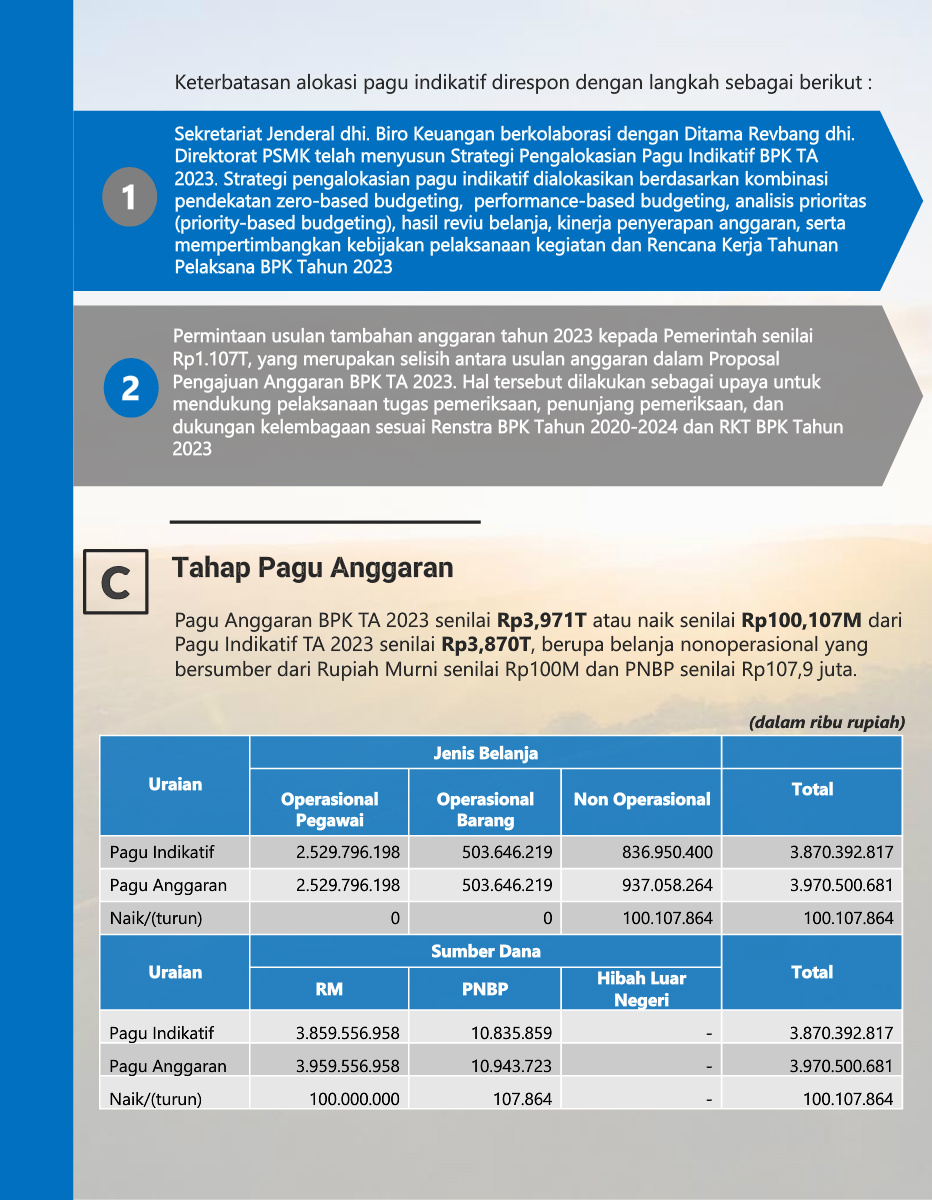 Keterbatasan alokasi pagu indikatif direspon dengan langkah sebagai berikut :
1
Sekretariat Jenderal dhi. Biro Keuangan berkolaborasi dengan Ditama Revbang dhi.
Direktorat PSMK telah menyusun Strategi Pengalokasian Pagu Indikatif BPK TA
2023. Strategi pengalokasian pagu indikatif dialokasikan berdasarkan kombinasi
pendekatan zero-based budgeting, performance-based budgeting, analisis prioritas
(priority-based budgeting), hasil reviu belanja, kinerja penyerapan anggaran, serta
mempertimbangkan kebijakan pelaksanaan kegiatan dan Rencana Kerja Tahunan
Pelaksana BPK Tahun 2023
2
Permintaan usulan tambahan anggaran tahun 2023 kepada Pemerintah senilai
Rp1.107T, yang merupakan selisih antara usulan anggaran dalam Proposal
Pengajuan Anggaran BPK TA 2023. Hal tersebut dilakukan sebagai upaya untuk
mendukung pelaksanaan tugas pemeriksaan, penunjang pemeriksaan, dan
dukungan kelembagaan sesuai Renstra BPK Tahun 2020-2024 dan RKT BPK Tahun
2023
C
Tahap Pagu Anggaran
Pagu Anggaran BPK TA 2023 senilai Rp3,971T atau naik senilai Rp100,107M dari
Pagu Indikatif TA 2023 senilai Rp3,870T, berupa belanja nonoperasional yang
bersumber dari Rupiah Murni senilai Rp100M dan PNBP senilai Rp107,9 juta.
(dalam ribu rupiah)
Uraian
Jenis Belanja
Total
Operasional
Pegawai
Operasional
Barang
Non Operasional
Pagu Indikatif 2.529.796.198 503.646.219 836.950.400 3.870.392.817
Pagu Anggaran 2.529.796.198 503.646.219 937.058.264 3.970.500.681
Naik/(turun) 0 0 100.107.864 100.107.864
Uraian
Sumber Dana
Total
RM
PNBP
Hibah Luar
Negeri
Pagu Indikatif 3.859.556.958 10.835.859 - 3.870.392.817
Pagu Anggaran 3.959.556.958 10.943.723 - 3.970.500.681
Naik/(turun) 100.000.000 107.864 - 100.107.864